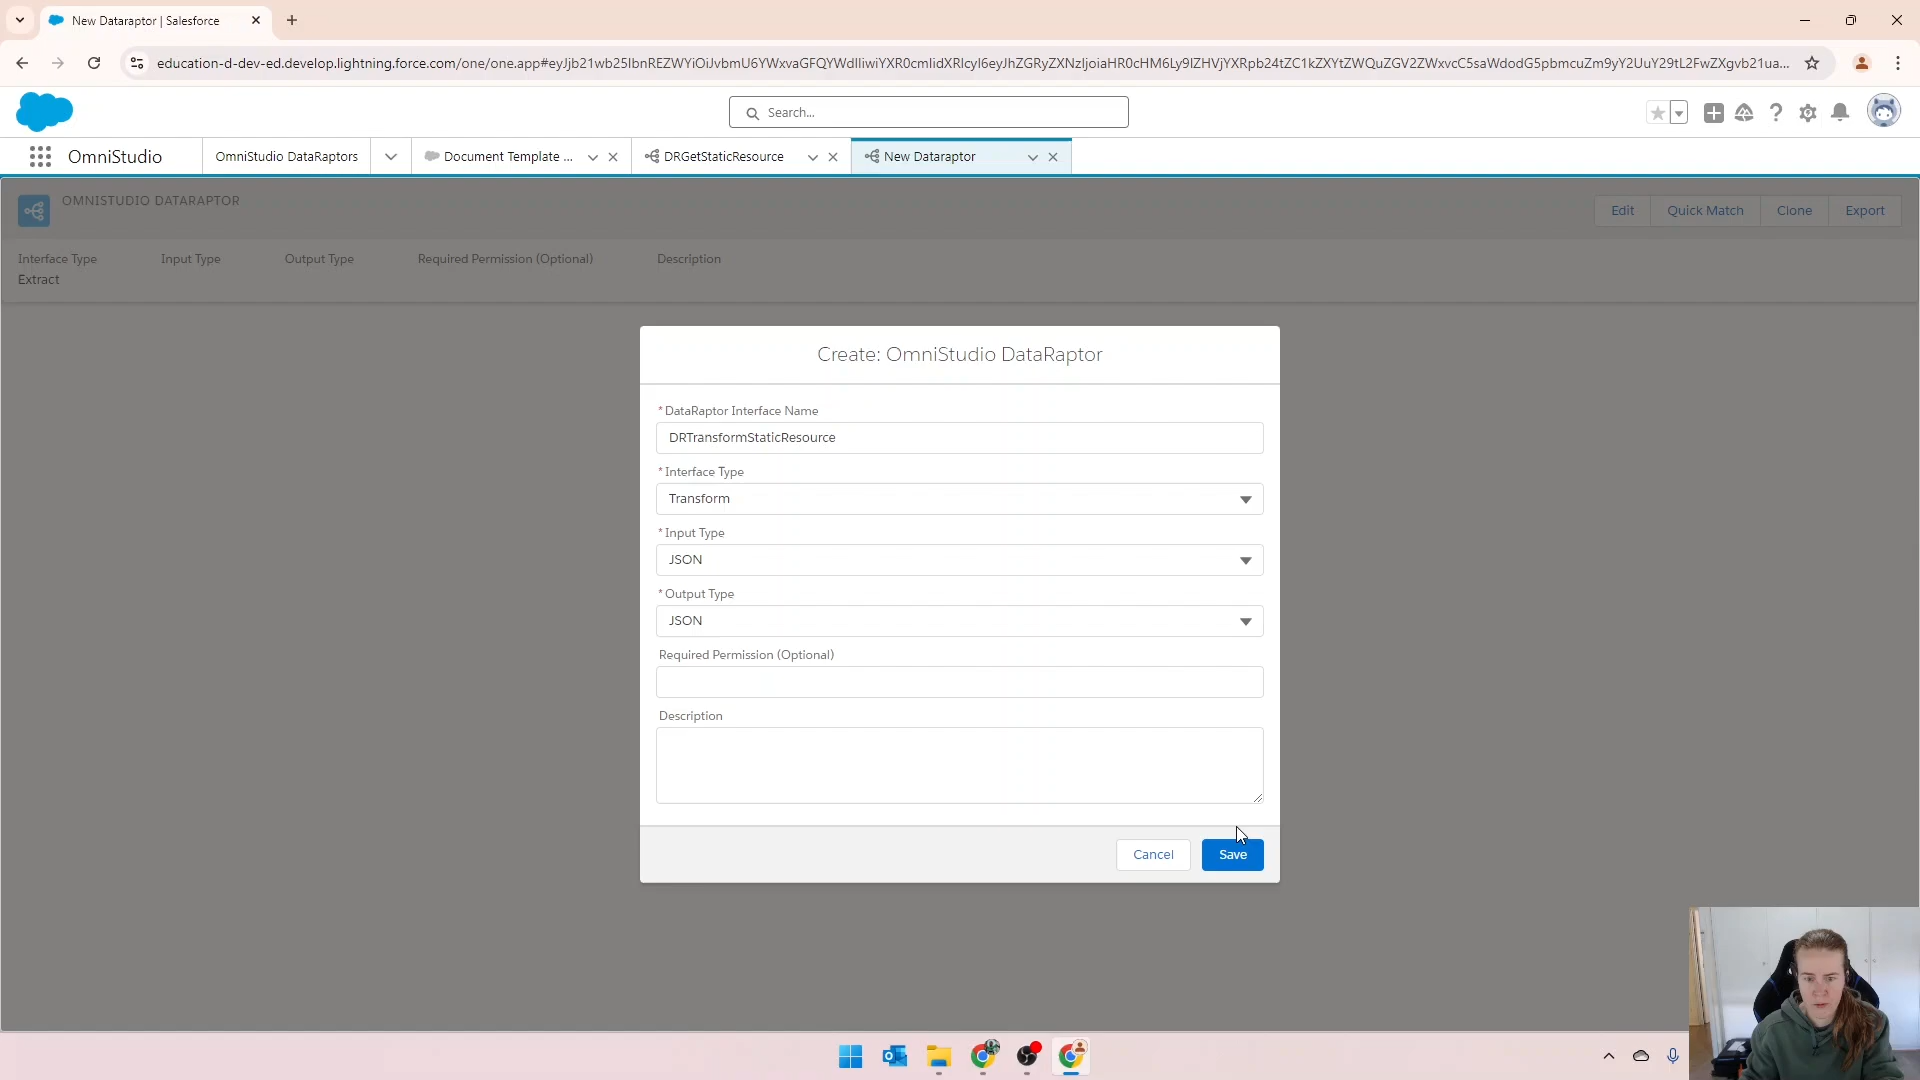 New Dataraptor | Salesforce
education-d-dev-ed.develop.lightning.force.com/one/one.app#
Search...
OmniStudio
OmniStudio DataRaptors
Document Template ...
DRGetStaticResource
New Dataraptor
OMNISTUDIO DATARAPTOR
Edit
Quick Match
Clone
Export
Interface Type
Input Type
Output Type
Required Permission (Optional)
Description
Extract
Create: OmniStudio DataRaptor
*DataRaptor Interface Name
DRTransformStaticResource
*Interface Type
Transform
*Input Type
JSON
*Output Type
JSON
Required Permission (Optional)
Description
Cancel
Save